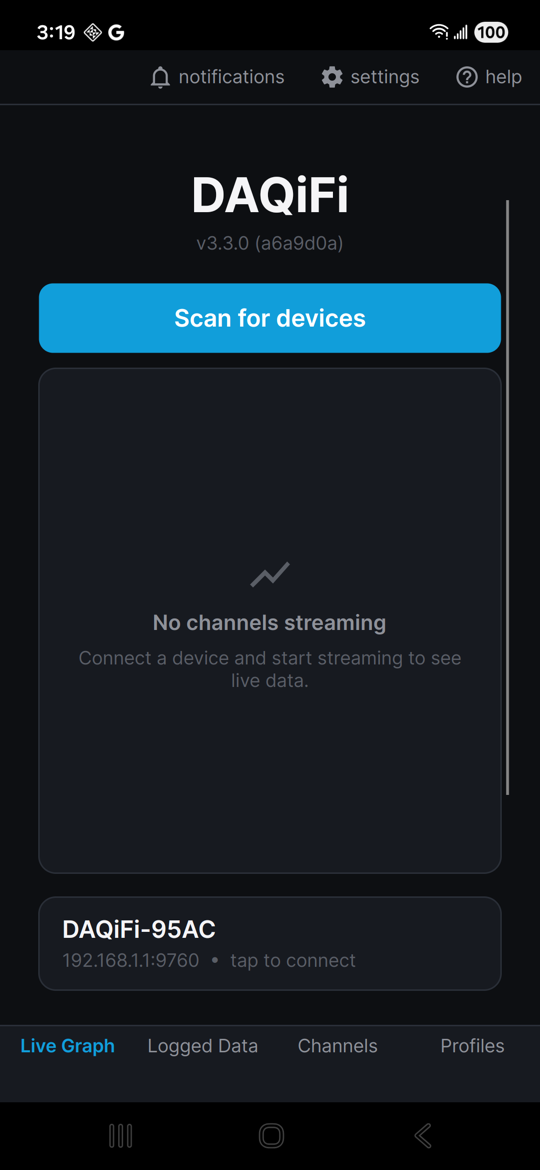 3:19 G 100
notifications settings help
DAQiFi
v3.3.0 (a6a9d0a)
Scan for devices
No channels streaming
Connect a device and start streaming to see
live data.
DAQiFi-95AC
192.168.1.1:9760 • tap to connect
Live Graph Logged Data Channels Profiles